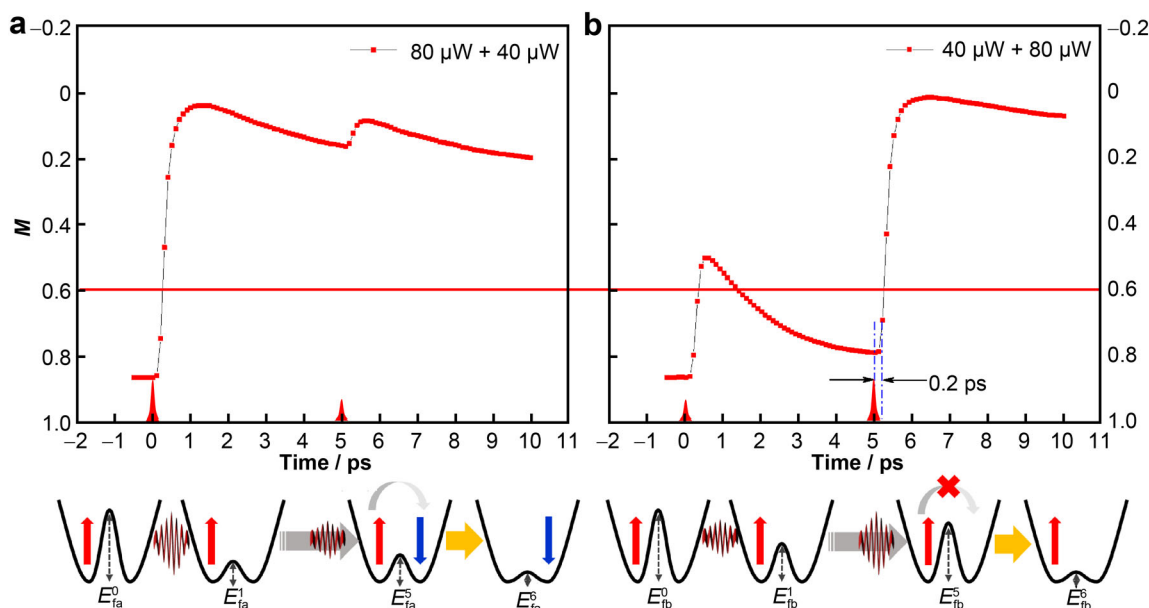 a
b
80 μW + 40 μW
40 μW + 80 μW
M
−0.2
0
0.2
0.4
0.6
0.8
1.0
−2 −1 0 1 2 3 4 5 6 7 8 9 10 11
Time / ps
0.2 ps
−0.2
0
0.2
0.4
0.6
0.8
1.0
−2 −1 0 1 2 3 4 5 6 7 8 9 10 11
Time / ps
E⁰fa E¹fa E⁵fa E⁶fa
E⁰fb E¹fb E⁵fb E⁶fb